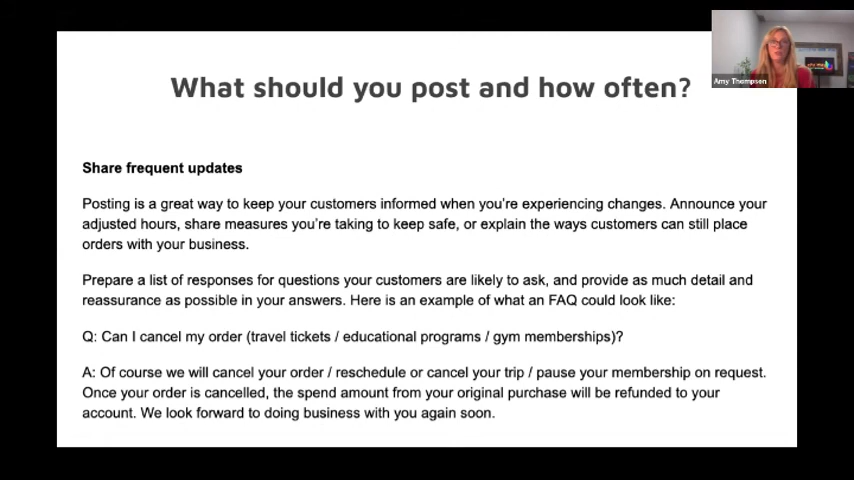 What should you post and how often?
Amy Thompson
Share frequent updates
Posting is a great way to keep your customers informed when you're experiencing changes. Announce your
adjusted hours, share measures you're taking to keep safe, or explain the ways customers can still place
orders with your business.
Prepare a list of responses for questions your customers are likely to ask, and provide as much detail and
reassurance as possible in your answers. Here is an example of what an FAQ could look like:
Q: Can I cancel my order (travel tickets / educational programs / gym memberships)?
A: Of course we will cancel your order / reschedule or cancel your trip / pause your membership on request.
Once your order is cancelled, the spend amount from your original purchase will be refunded to your
account. We look forward to doing business with you again soon.